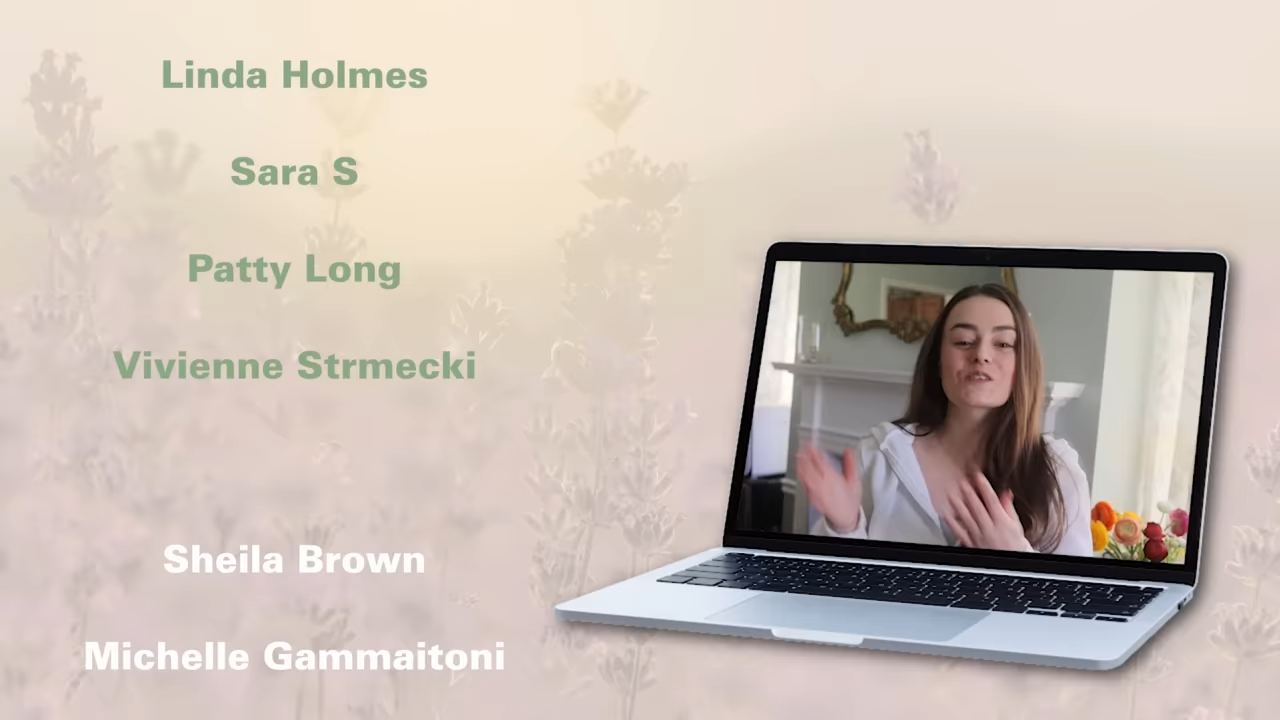 Linda Holmes
Sara S
Patty Long
Vivienne Strmecki
Sheila Brown
Michelle Gammaitoni